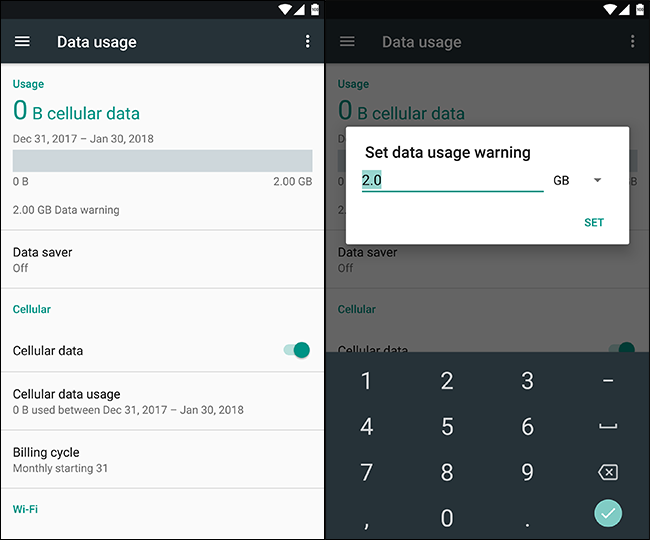 Data usage
Usage
0 B cellular data
Dec 31, 2017 – Jan 30, 2018
0 B 2.00 GB
2.00 GB Data warning
Data saver
Off
Cellular
Cellular data
Cellular data usage
0 B used between Dec 31, 2017 – Jan 30, 2018
Billing cycle
Monthly starting 31
Wi-Fi
Data usage
Usage
0 B cellular data
D
GB
2.
Set data usage warning
2.0 GB
SET
Data saver
Off
Cellular
Cellular data
1 2 3 –
4 5 6
7 8 9
, 0 .